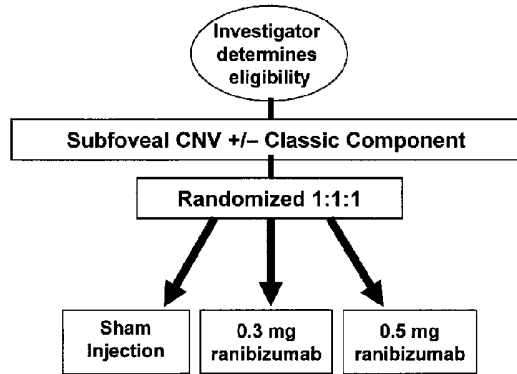 Investigator
determines
eligibility
Subfoveal CNV +/– Classic Component
Randomized 1:1:1
Sham
Injection
0.3 mg
ranibizumab
0.5 mg
ranibizumab